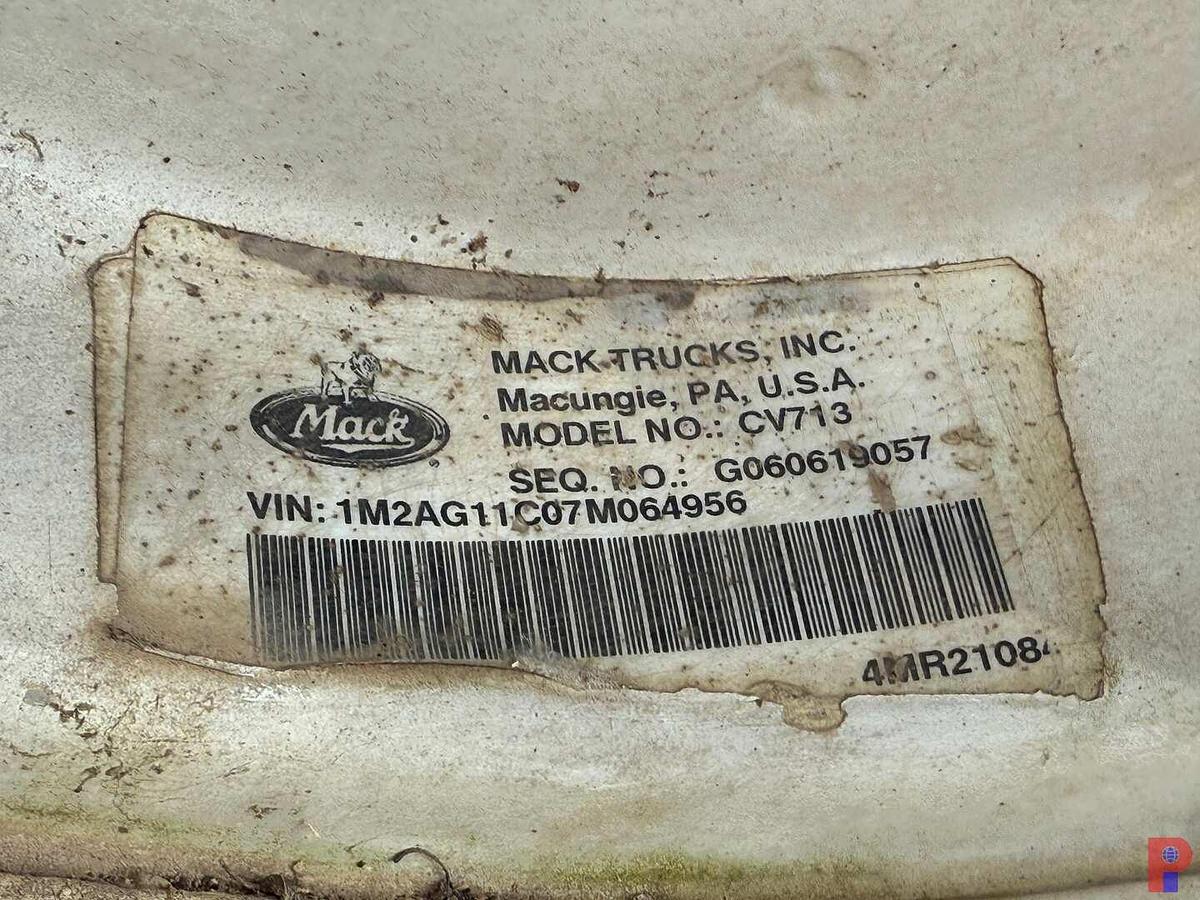 Mack
MACK TRUCKS, INC.
Macungie, PA, U.S.A.
MODEL NO.: CV713
SEQ. NO.: G060619057
VIN: 1M2AG11C07M064956